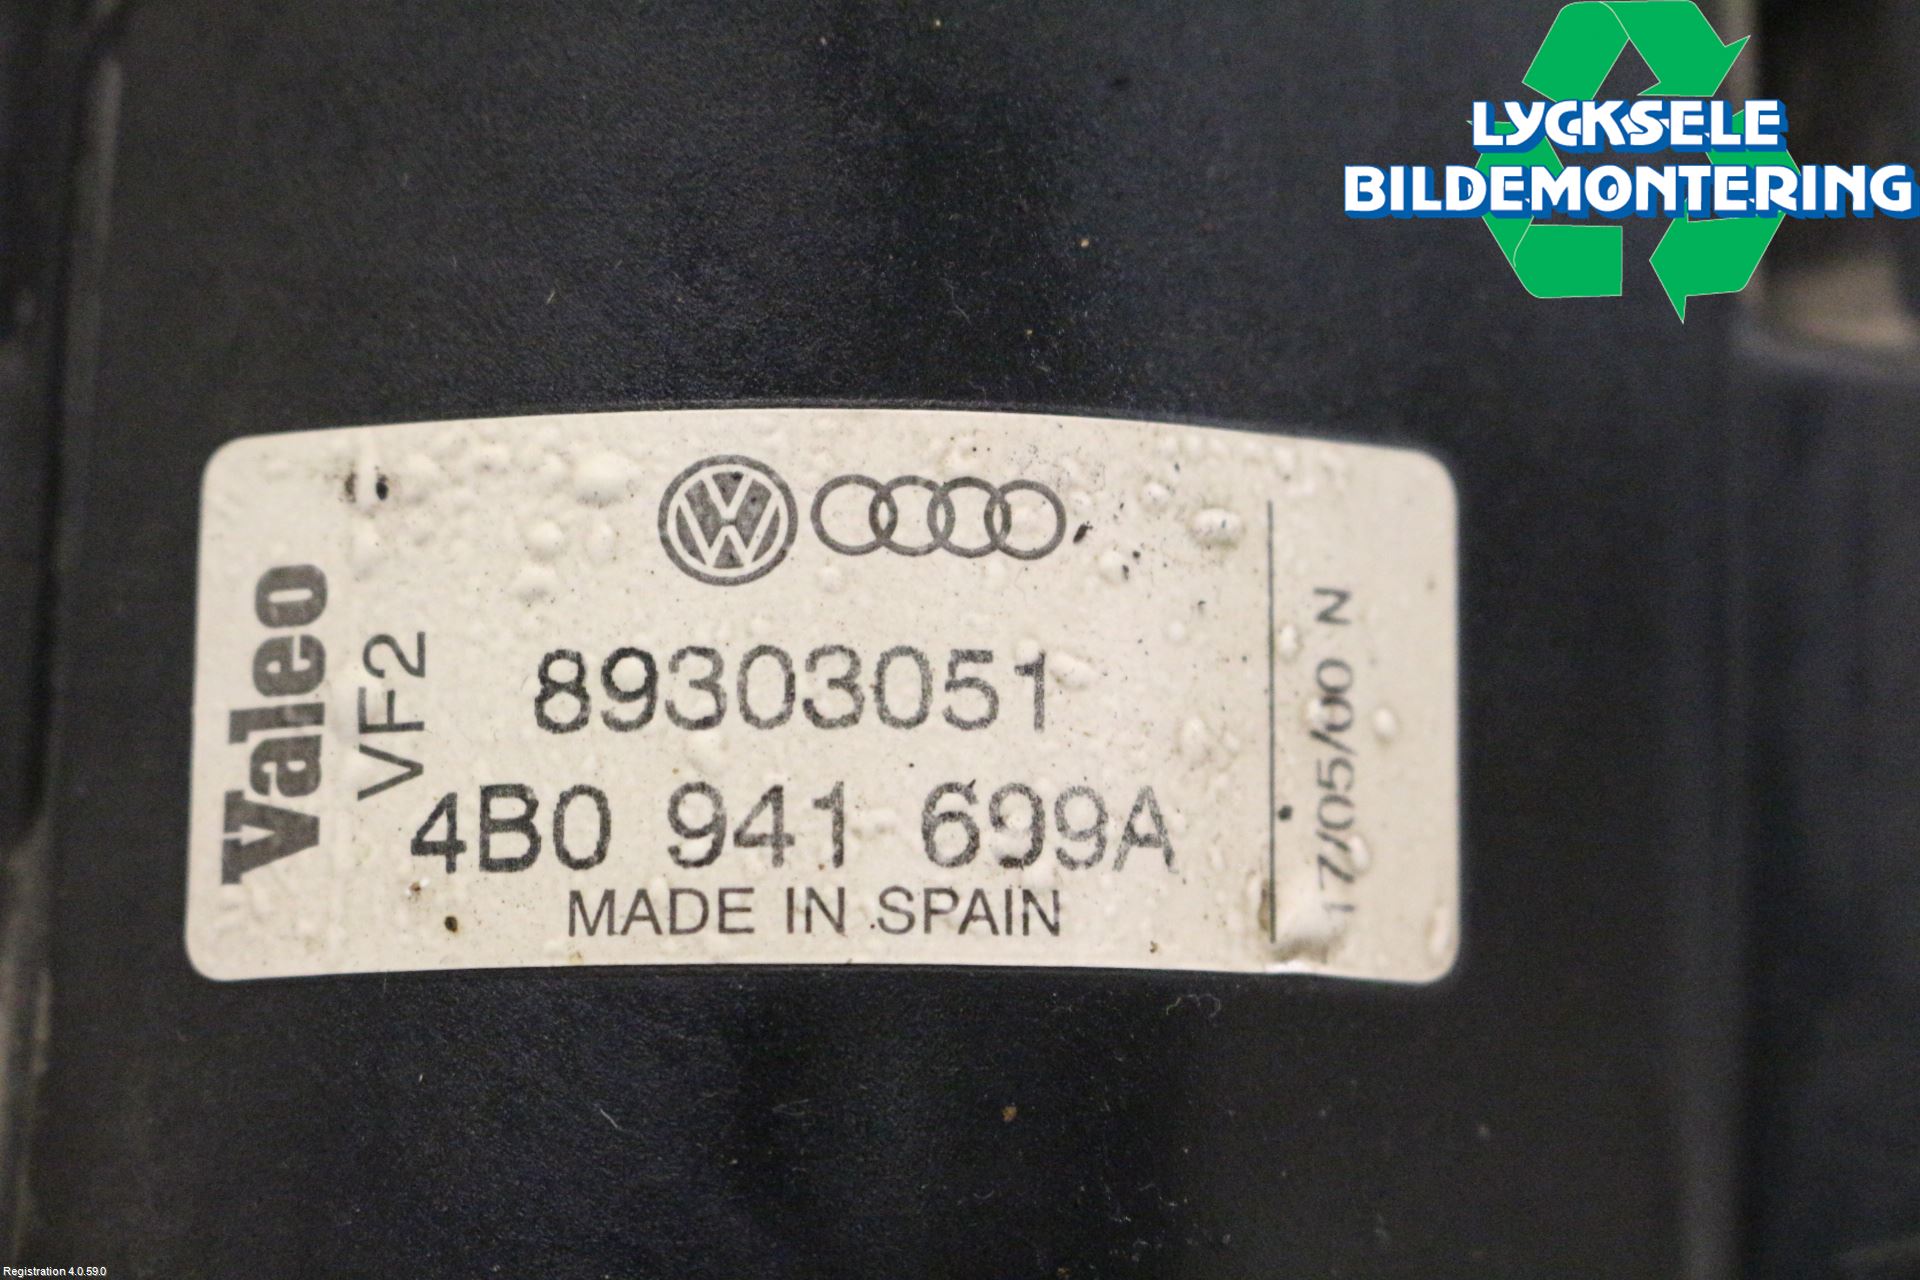 LYCKSELE
BILDEMONTERING
Valeo
VF2
89303051
4B0 941 699A
MADE IN SPAIN
17/05/00 N
Registration 4.0.59.0